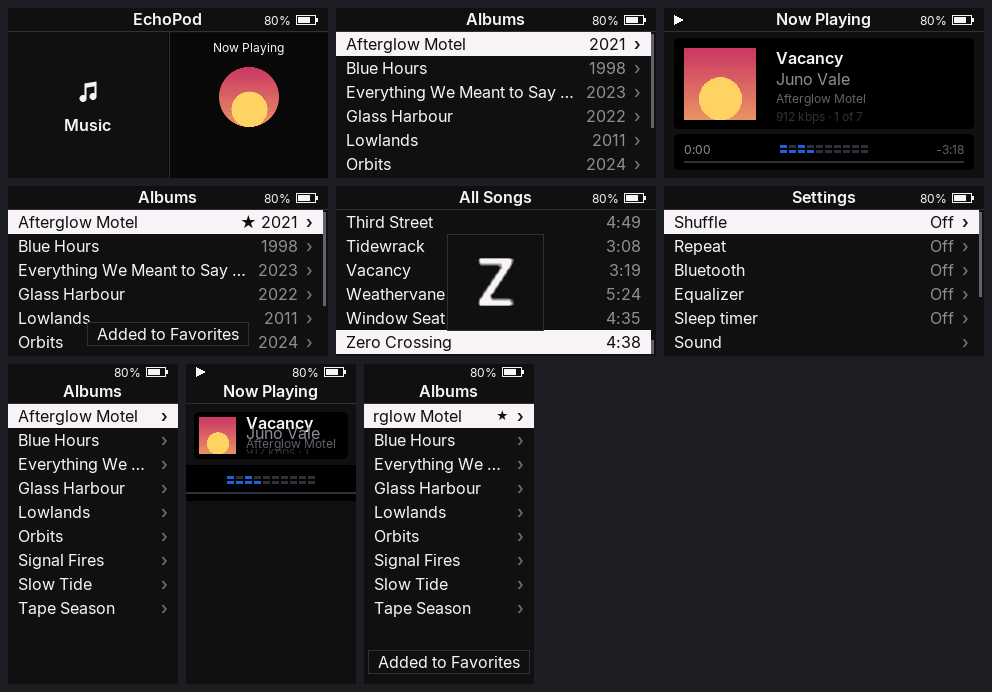 EchoPod 80%
Now Playing
Music
Albums 80%
Afterglow Motel 2021 ›
Blue Hours 1998 ›
Everything We Meant to Say ... 2023 ›
Glass Harbour 2022 ›
Lowlands 2011 ›
Orbits 2024 ›
Now Playing 80%
Vacancy
Juno Vale
Afterglow Motel
912 kbps · 1 of 7
0:00 -3:18
Albums 80%
Afterglow Motel ★ 2021 ›
Blue Hours 1998 ›
Everything We Meant to Say ... 2023 ›
Glass Harbour 2022 ›
Lowlands 2011 ›
Added to Favorites
Orbits 2024 ›
All Songs 80%
Third Street 4:49
Tidewrack 3:08
Vacancy 3:19
Weathervane 5:24
Window Seat 4:35
Zero Crossing 4:38
Z
Settings 80%
Shuffle Off ›
Repeat Off ›
Bluetooth Off ›
Equalizer Off ›
Sleep timer Off ›
Sound ›
80%
Albums
Afterglow Motel ›
Blue Hours ›
Everything We ... ›
Glass Harbour ›
Lowlands ›
Orbits ›
Signal Fires ›
Slow Tide ›
Tape Season ›
80%
Now Playing
Vacancy
Juno Vale
Afterglow Motel
80%
Albums
rglow Motel ★ ›
Blue Hours ›
Everything We ... ›
Glass Harbour ›
Lowlands ›
Orbits ›
Signal Fires ›
Slow Tide ›
Tape Season ›
Added to Favorites